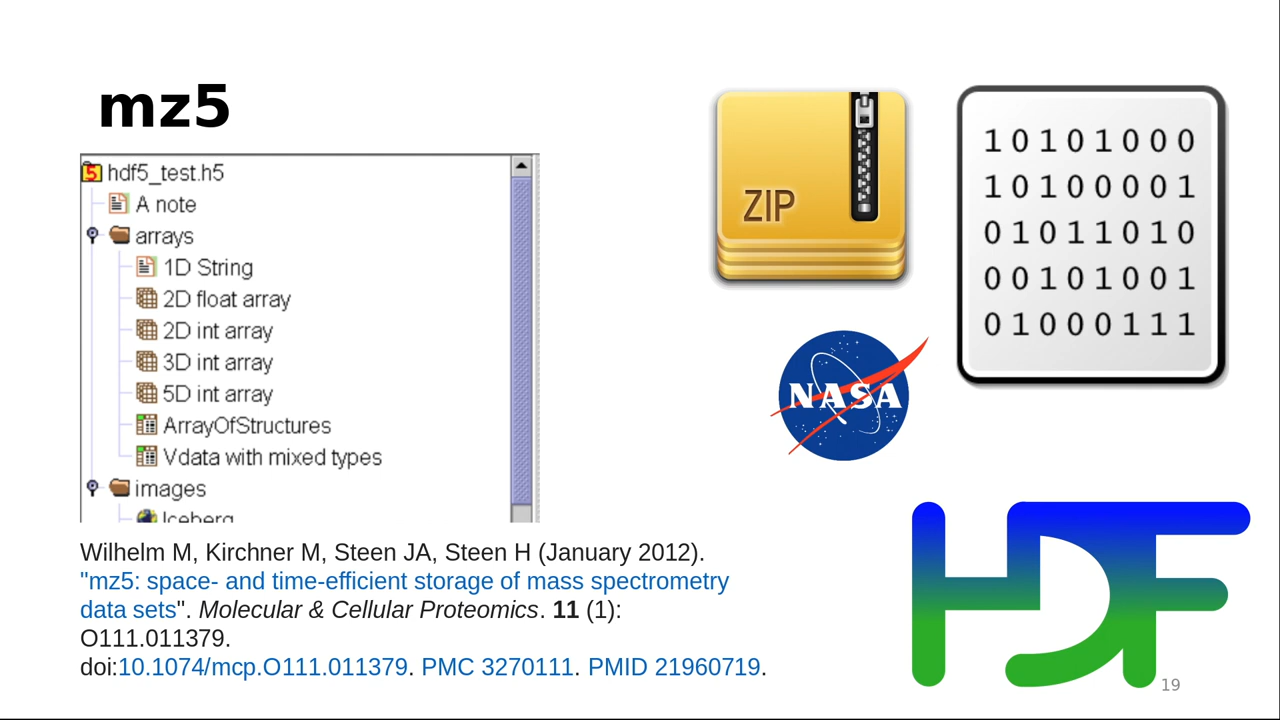 mz5
hdf5_test.h5
A note
arrays
1D String
2D float array
2D int array
3D int array
5D int array
ArrayOfStructures
Vdata with mixed types
images
Iceberg
Wilhelm M, Kirchner M, Steen JA, Steen H (January 2012).
"mz5: space- and time-efficient storage of mass spectrometry
data sets". Molecular & Cellular Proteomics. 11 (1):
O111.011379.
doi:10.1074/mcp.O111.011379. PMC 3270111. PMID 21960719.
ZIP
10101000
10100001
01011010
00101001
01000111
NASA
HDF
19